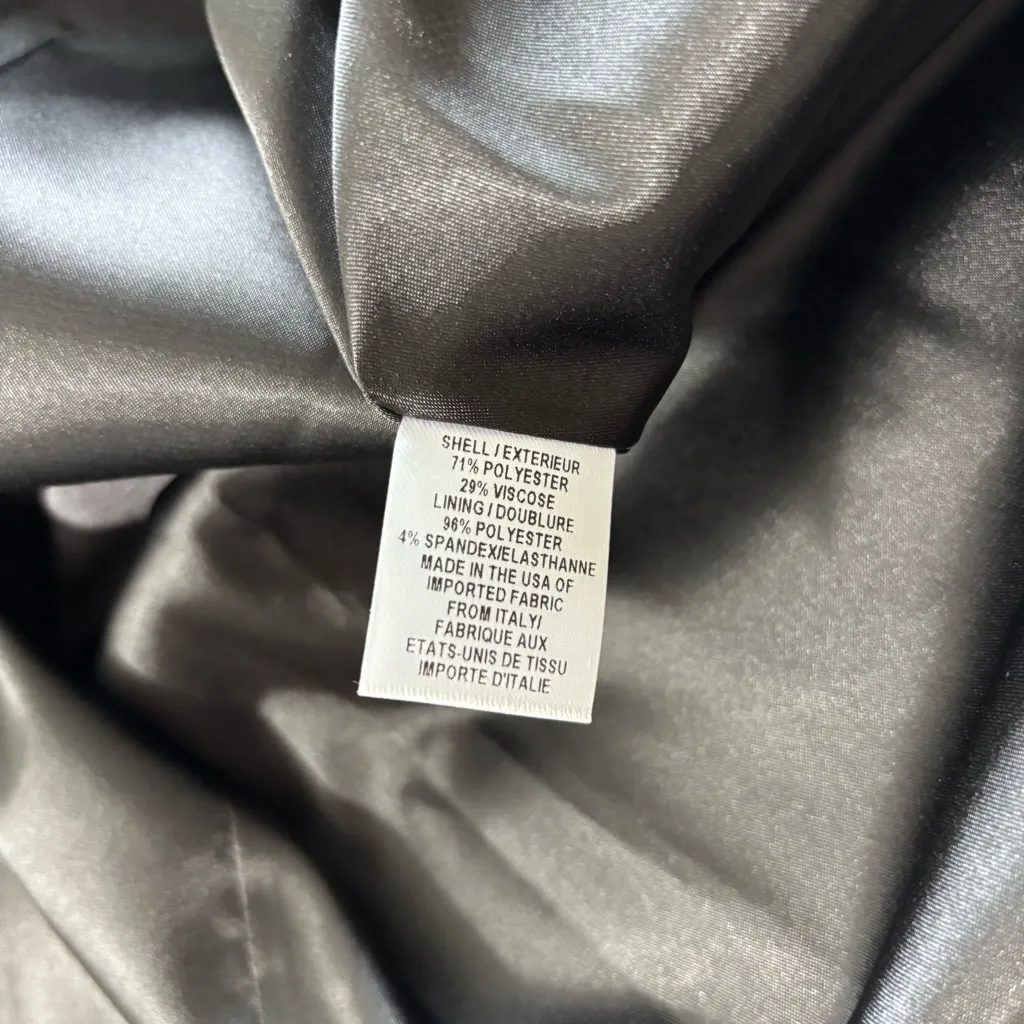 SHELL / EXTERIEUR
71% POLYESTER
29% VISCOSE
LINING / DOUBLURE
96% POLYESTER
4% SPANDEX/ELASTHANNE
MADE IN THE USA OF
IMPORTED FABRIC
FROM ITALY/
FABRIQUE AUX
ETATS-UNIS DE TISSU
IMPORTE D'ITALIE